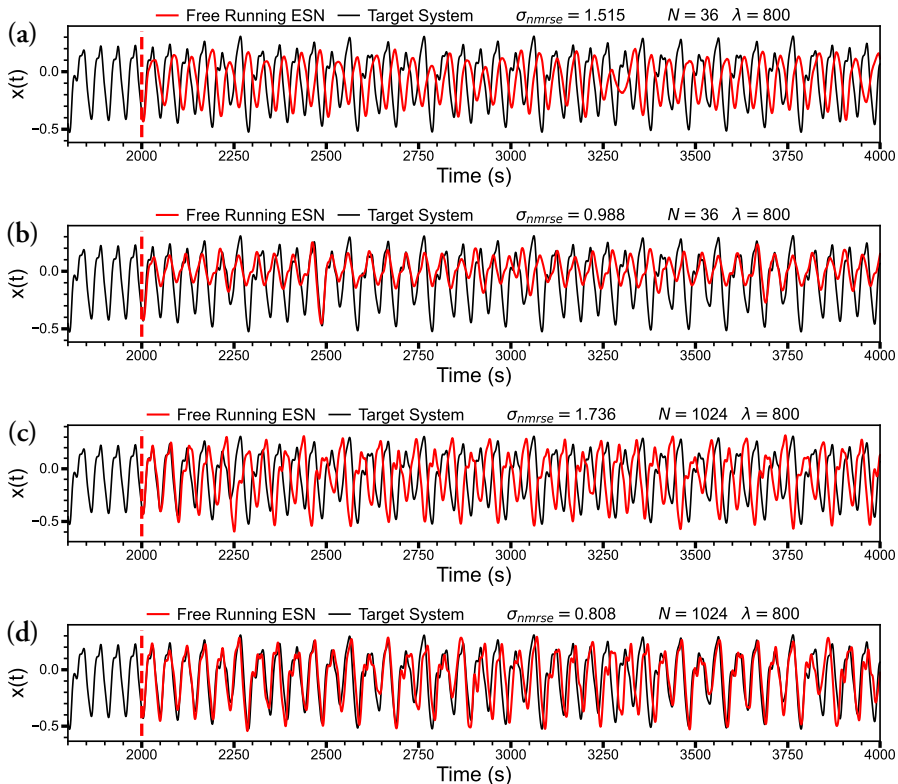 (a)
Free Running ESN Target System σnmrse = 1.515 N = 36 λ = 800
x(t)
0.0
−0.5
2000 2250 2500 2750 3000 3250 3500 3750 4000
Time (s)
(b)
Free Running ESN Target System σnmrse = 0.988 N = 36 λ = 800
x(t)
0.0
−0.5
2000 2250 2500 2750 3000 3250 3500 3750 4000
Time (s)
(c)
Free Running ESN Target System σnmrse = 1.736 N = 1024 λ = 800
x(t)
0.0
−0.5
2000 2250 2500 2750 3000 3250 3500 3750 4000
Time (s)
(d)
Free Running ESN Target System σnmrse = 0.808 N = 1024 λ = 800
x(t)
0.0
−0.5
2000 2250 2500 2750 3000 3250 3500 3750 4000
Time (s)